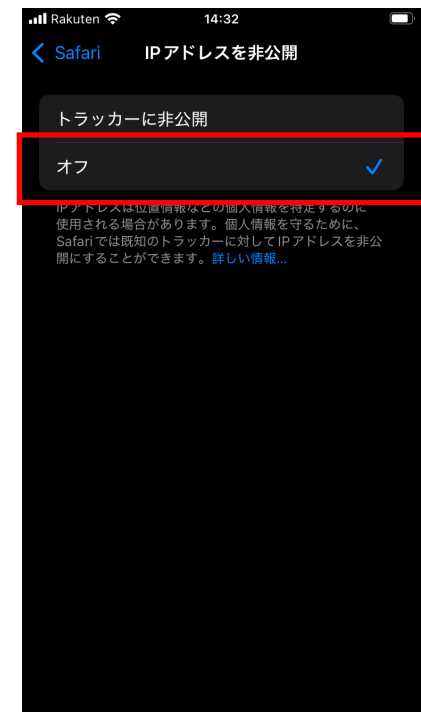 Rakuten 14:32
Safari IPアドレスを非公開
トラッカーに非公開
オフ
IPアドレスは位置情報などの個人情報を特定するのに
使用される場合があります。個人情報を守るために、
Safariでは既知のトラッカーに対してIPアドレスを非公
開にすることができます。詳しい情報...